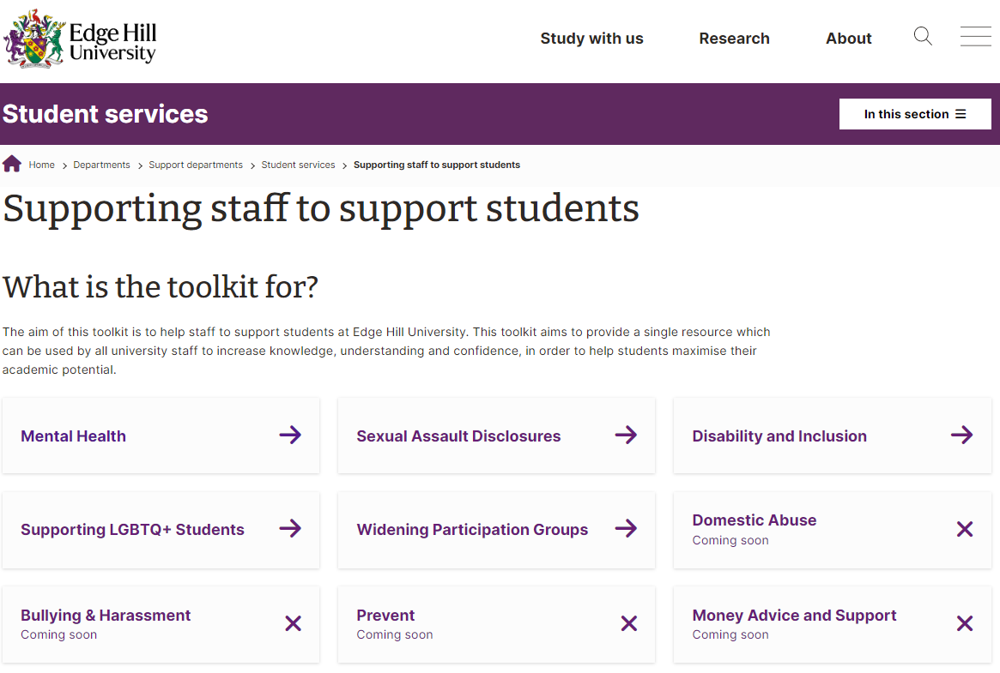 Edge Hill
University
Study with us
Research
About
Student services
In this section
Home
Departments
Support departments
Student services
Supporting staff to support students
Supporting staff to support students
What is the toolkit for?
The aim of this toolkit is to help staff to support students at Edge Hill University. This toolkit aims to provide a single resource which
can be used by all university staff to increase knowledge, understanding and confidence, in order to help students maximise their
academic potential.
Mental Health
Sexual Assault Disclosures
Disability and Inclusion
Supporting LGBTQ+ Students
Widening Participation Groups
Domestic Abuse
Coming soon
Bullying & Harassment
Coming soon
Prevent
Coming soon
Money Advice and Support
Coming soon